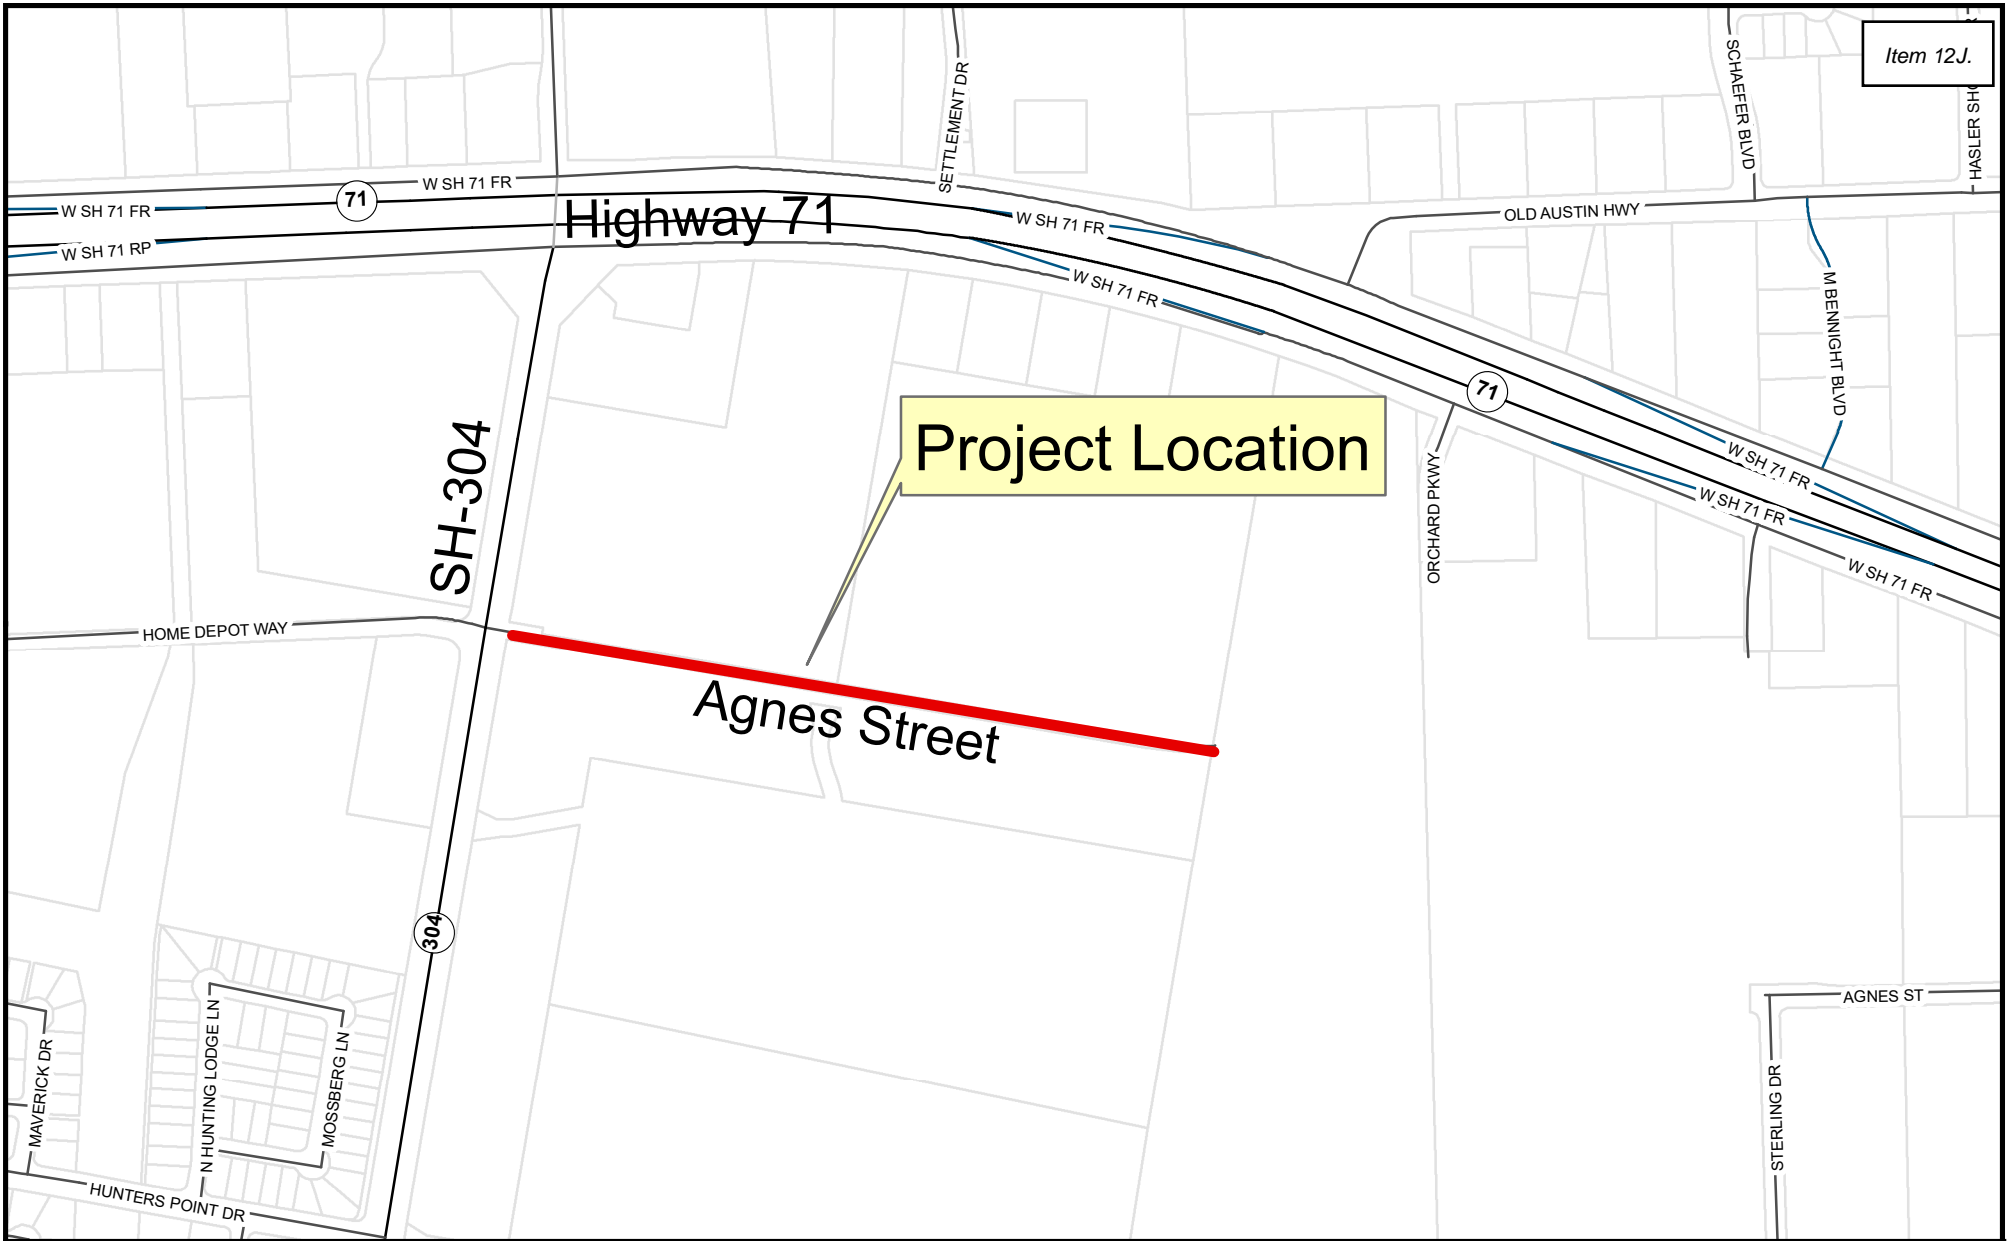 Item 12J.
SETTLEMENT DR
SCHAEFER BLVD
W SH 71 FR
71
W SH 71 FR
Highway 71
W SH 71 FR
OLD AUSTIN HWY
W SH 71 RP
W SH 71 FR
M BENNIGHT BLVD
71
SH-304
Project Location
ORCHARD PKWY
W SH 71 FR
W SH 71 FR
W SH 71 FR
HOME DEPOT WAY
Agnes Street
304
AGNES ST
MAVERICK DR
N HUNTING LODGE LN
MOSSBERG LN
STERLING DR
HUNTERS POINT DR
HASLER